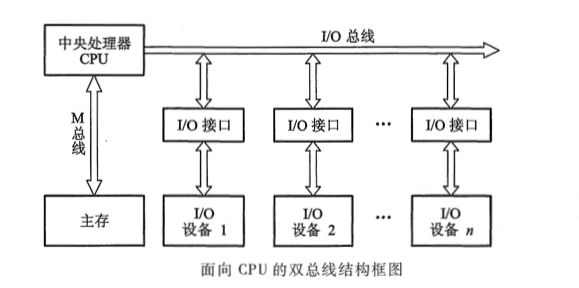 中央处理器
CPU
I/O 总线
M
总
线
I/O 接口
I/O 接口
···
I/O 接口
主存
I/O
设备 1
I/O
设备 2
···
I/O
设备 n
面向 CPU 的双总线结构框图